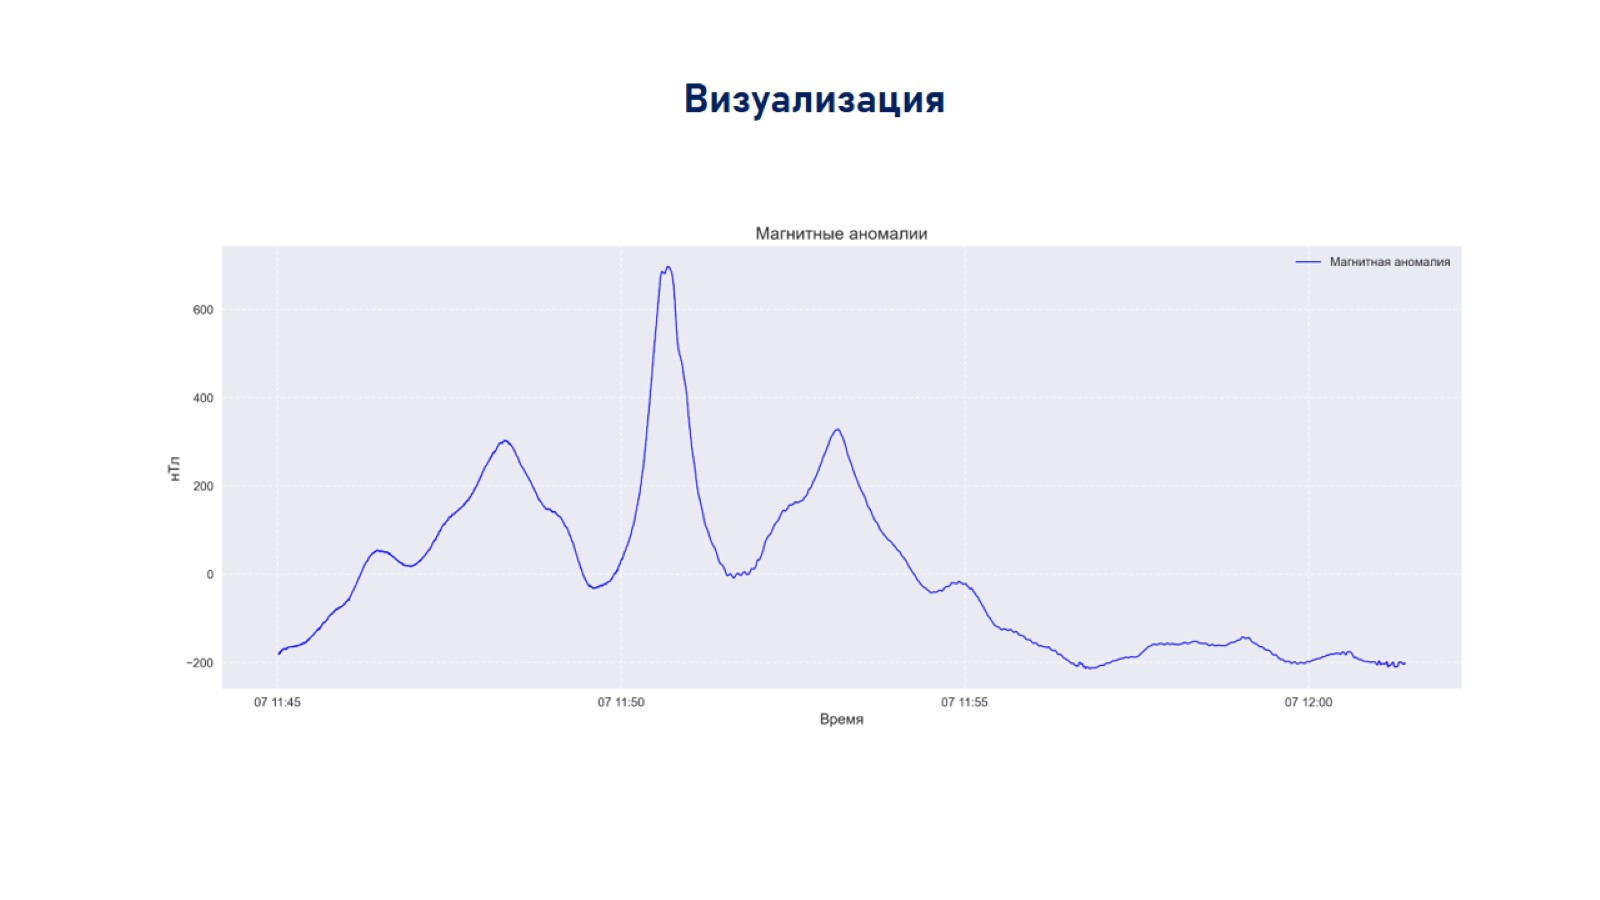 Визуализация
Магнитные аномалии
Магнитная аномалия
600
400
200
0
−200
нТл
07 11:45 07 11:50 07 11:55 07 12:00
Время